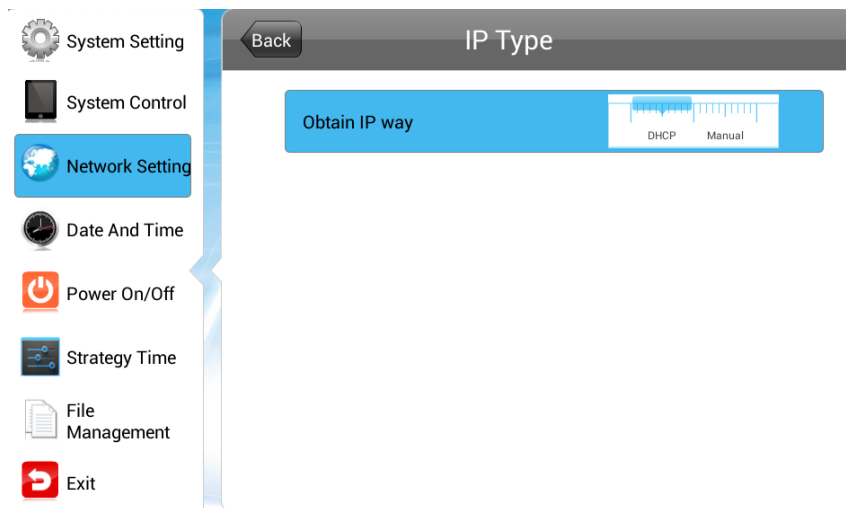 System Setting
System Control
Network Setting
Date And Time
Power On/Off
Strategy Time
File
Management
Exit
Back
IP Type
Obtain IP way
DHCP Manual